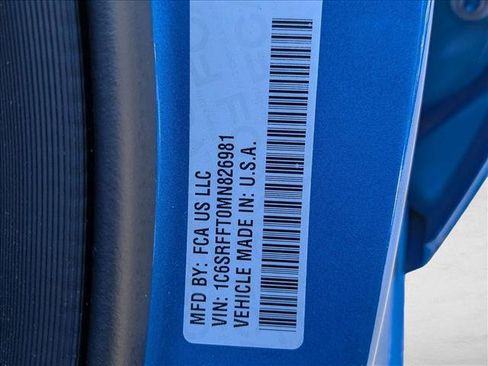 MFD BY: FCA US LLC
VIN: 1C6SRFFT0MN826981
VEHICLE MADE IN: U.S.A.